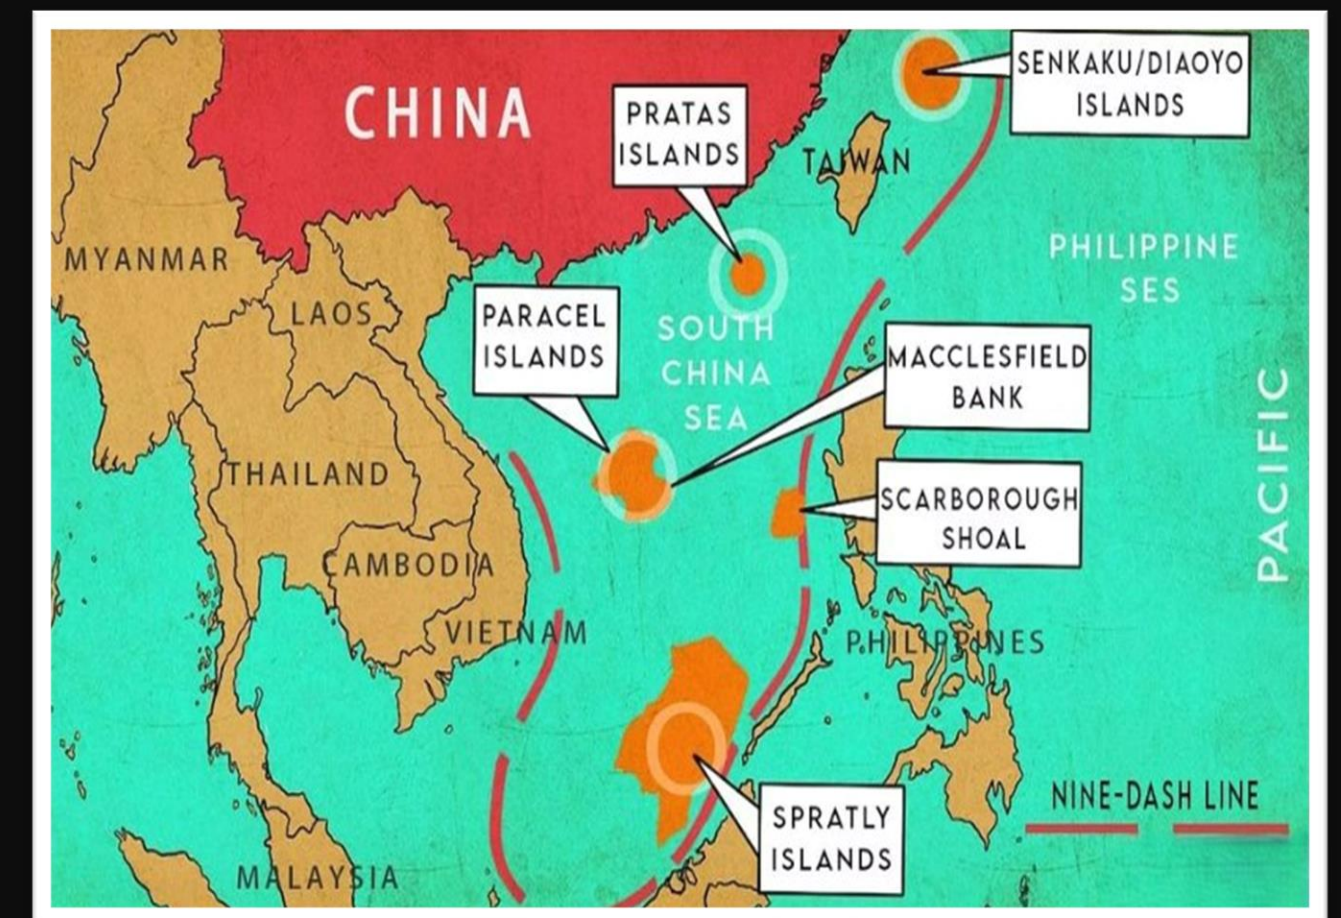 CHINA
PRATAS
ISLANDS
SENKAKU/DIAOYO
ISLANDS
TAIWAN
MYANMAR
PHILIPPINE
SES
LAOS
PARACEL
ISLANDS
SOUTH
CHINA
SEA
MACCLESFIELD
BANK
PACIFIC
THAILAND
SCARBOROUGH
SHOAL
CAMBODIA
VIETNAM
PHILIPPINES
NINE-DASH LINE
SPRATLY
ISLANDS
MALAYSIA